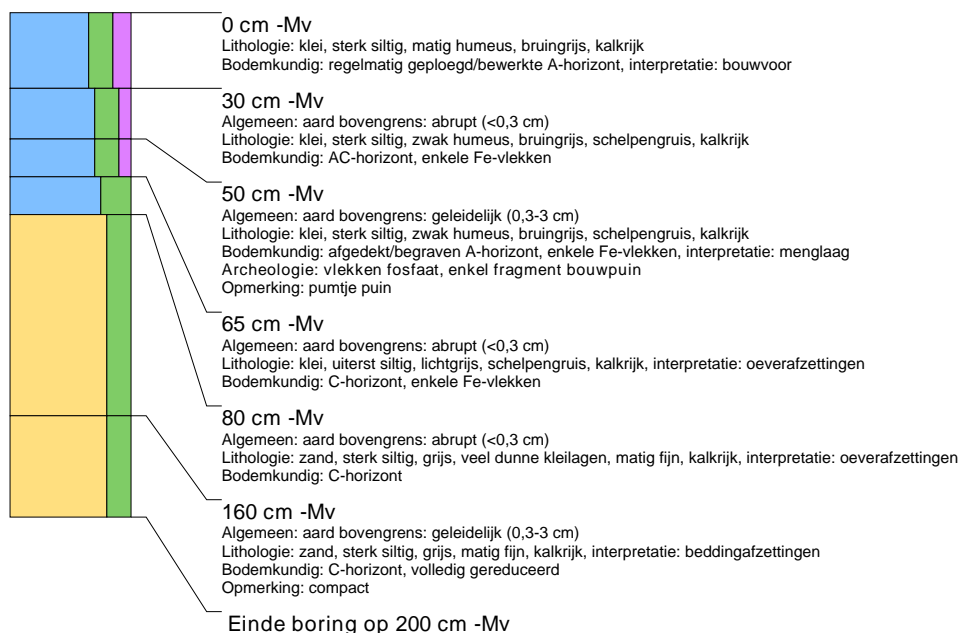 0 cm -Mv
Lithologie: klei, sterk siltig, matig humeus, bruingrijs, kalkrijk
Bodemkundig: regelmatig geploegd/bewerkte A-horizont, interpretatie: bouwvoor
30 cm -Mv
Algemeen: aard bovengrens: abrupt (<0,3 cm)
Lithologie: klei, sterk siltig, zwak humeus, bruingrijs, schelpengruis, kalkrijk
Bodemkundig: AC-horizont, enkele Fe-vlekken
50 cm -Mv
Algemeen: aard bovengrens: geleidelijk (0,3-3 cm)
Lithologie: klei, sterk siltig, zwak humeus, bruingrijs, schelpengruis, kalkrijk
Bodemkundig: afgedekt/begraven A-horizont, enkele Fe-vlekken, interpretatie: menglaag
Archeologie: vlekken fosfaat, enkel fragment bouwpuin
Opmerking: pumtje puin
65 cm -Mv
Algemeen: aard bovengrens: abrupt (<0,3 cm)
Lithologie: klei, uiterst siltig, lichtgrijs, schelpengruis, kalkrijk, interpretatie: oeverafzettingen
Bodemkundig: C-horizont, enkele Fe-vlekken
80 cm -Mv
Algemeen: aard bovengrens: abrupt (<0,3 cm)
Lithologie: zand, sterk siltig, grijs, veel dunne kleilagen, matig fijn, kalkrijk, interpretatie: oeverafzettingen
Bodemkundig: C-horizont
160 cm -Mv
Algemeen: aard bovengrens: geleidelijk (0,3-3 cm)
Lithologie: zand, sterk siltig, grijs, matig fijn, kalkrijk, interpretatie: beddingafzettingen
Bodemkundig: C-horizont, volledig gereduceerd
Opmerking: compact
Einde boring op 200 cm -Mv